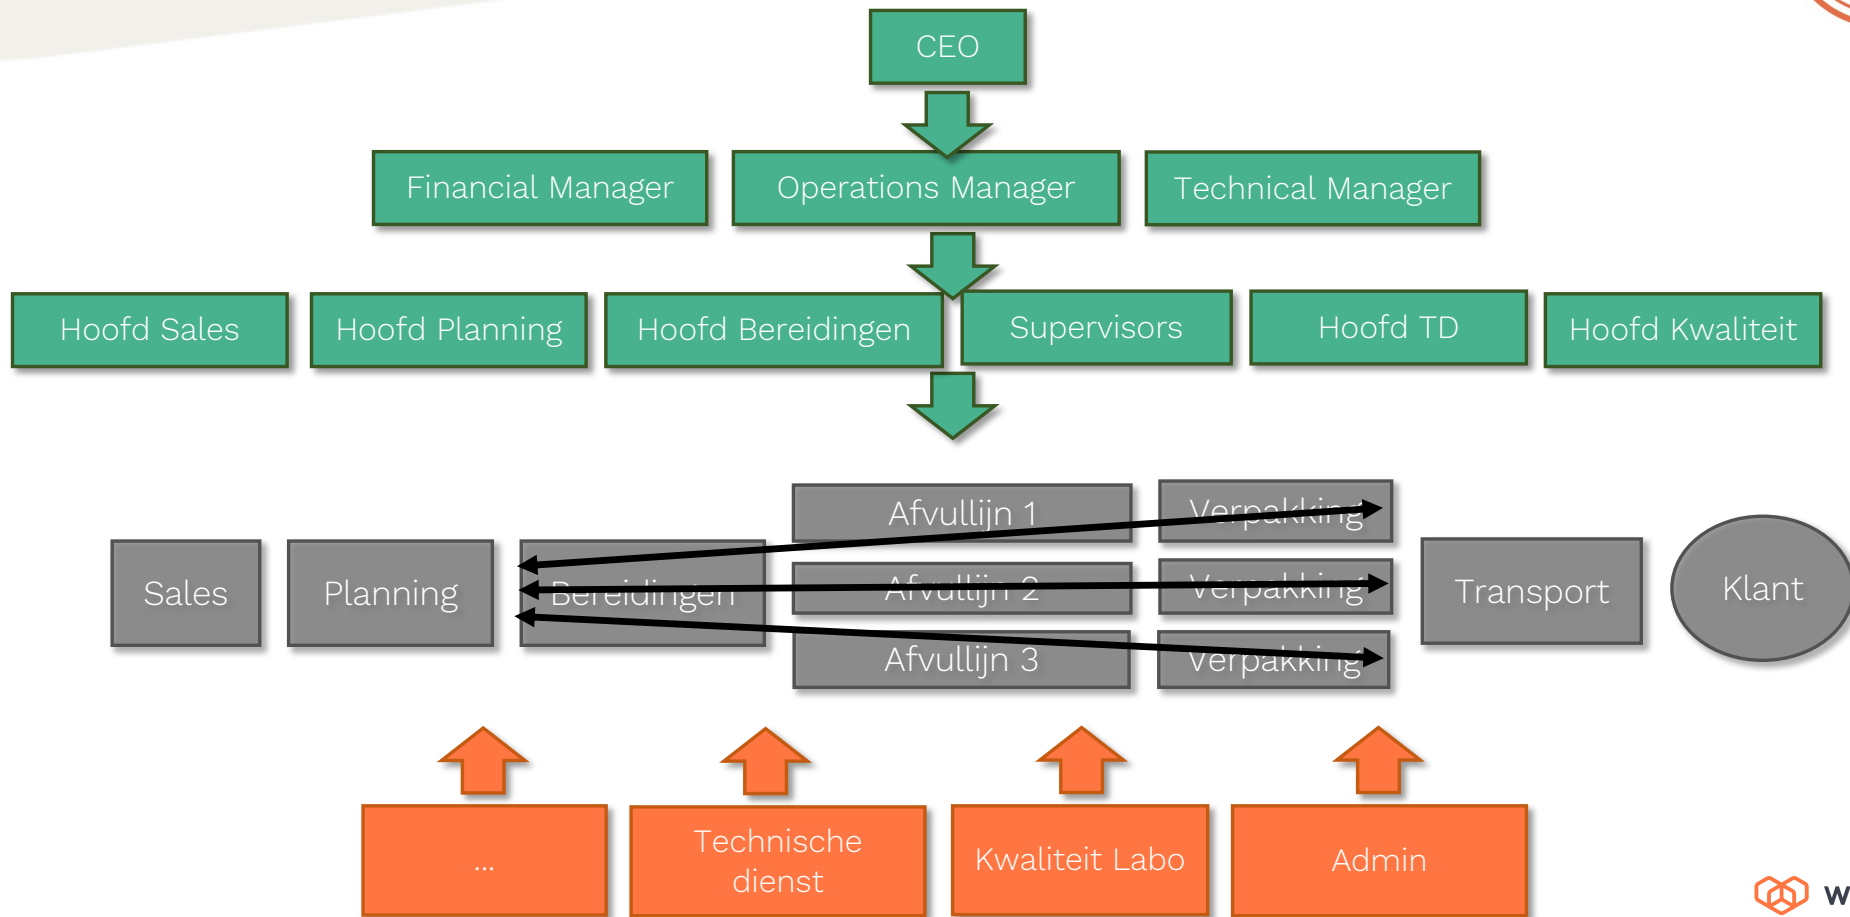 CEO
Financial Manager
Operations Manager
Technical Manager
Hoofd Sales
Hoofd Planning
Hoofd Bereidingen
Supervisors
Hoofd TD
Hoofd Kwaliteit
Sales
Planning
Bereidingen
Afvullijn 1
Verpakking
Afvullijn 2
Verpakking
Afvullijn 3
Verpakking
Transport
Klant
...
Technische
dienst
Kwaliteit Labo
Admin